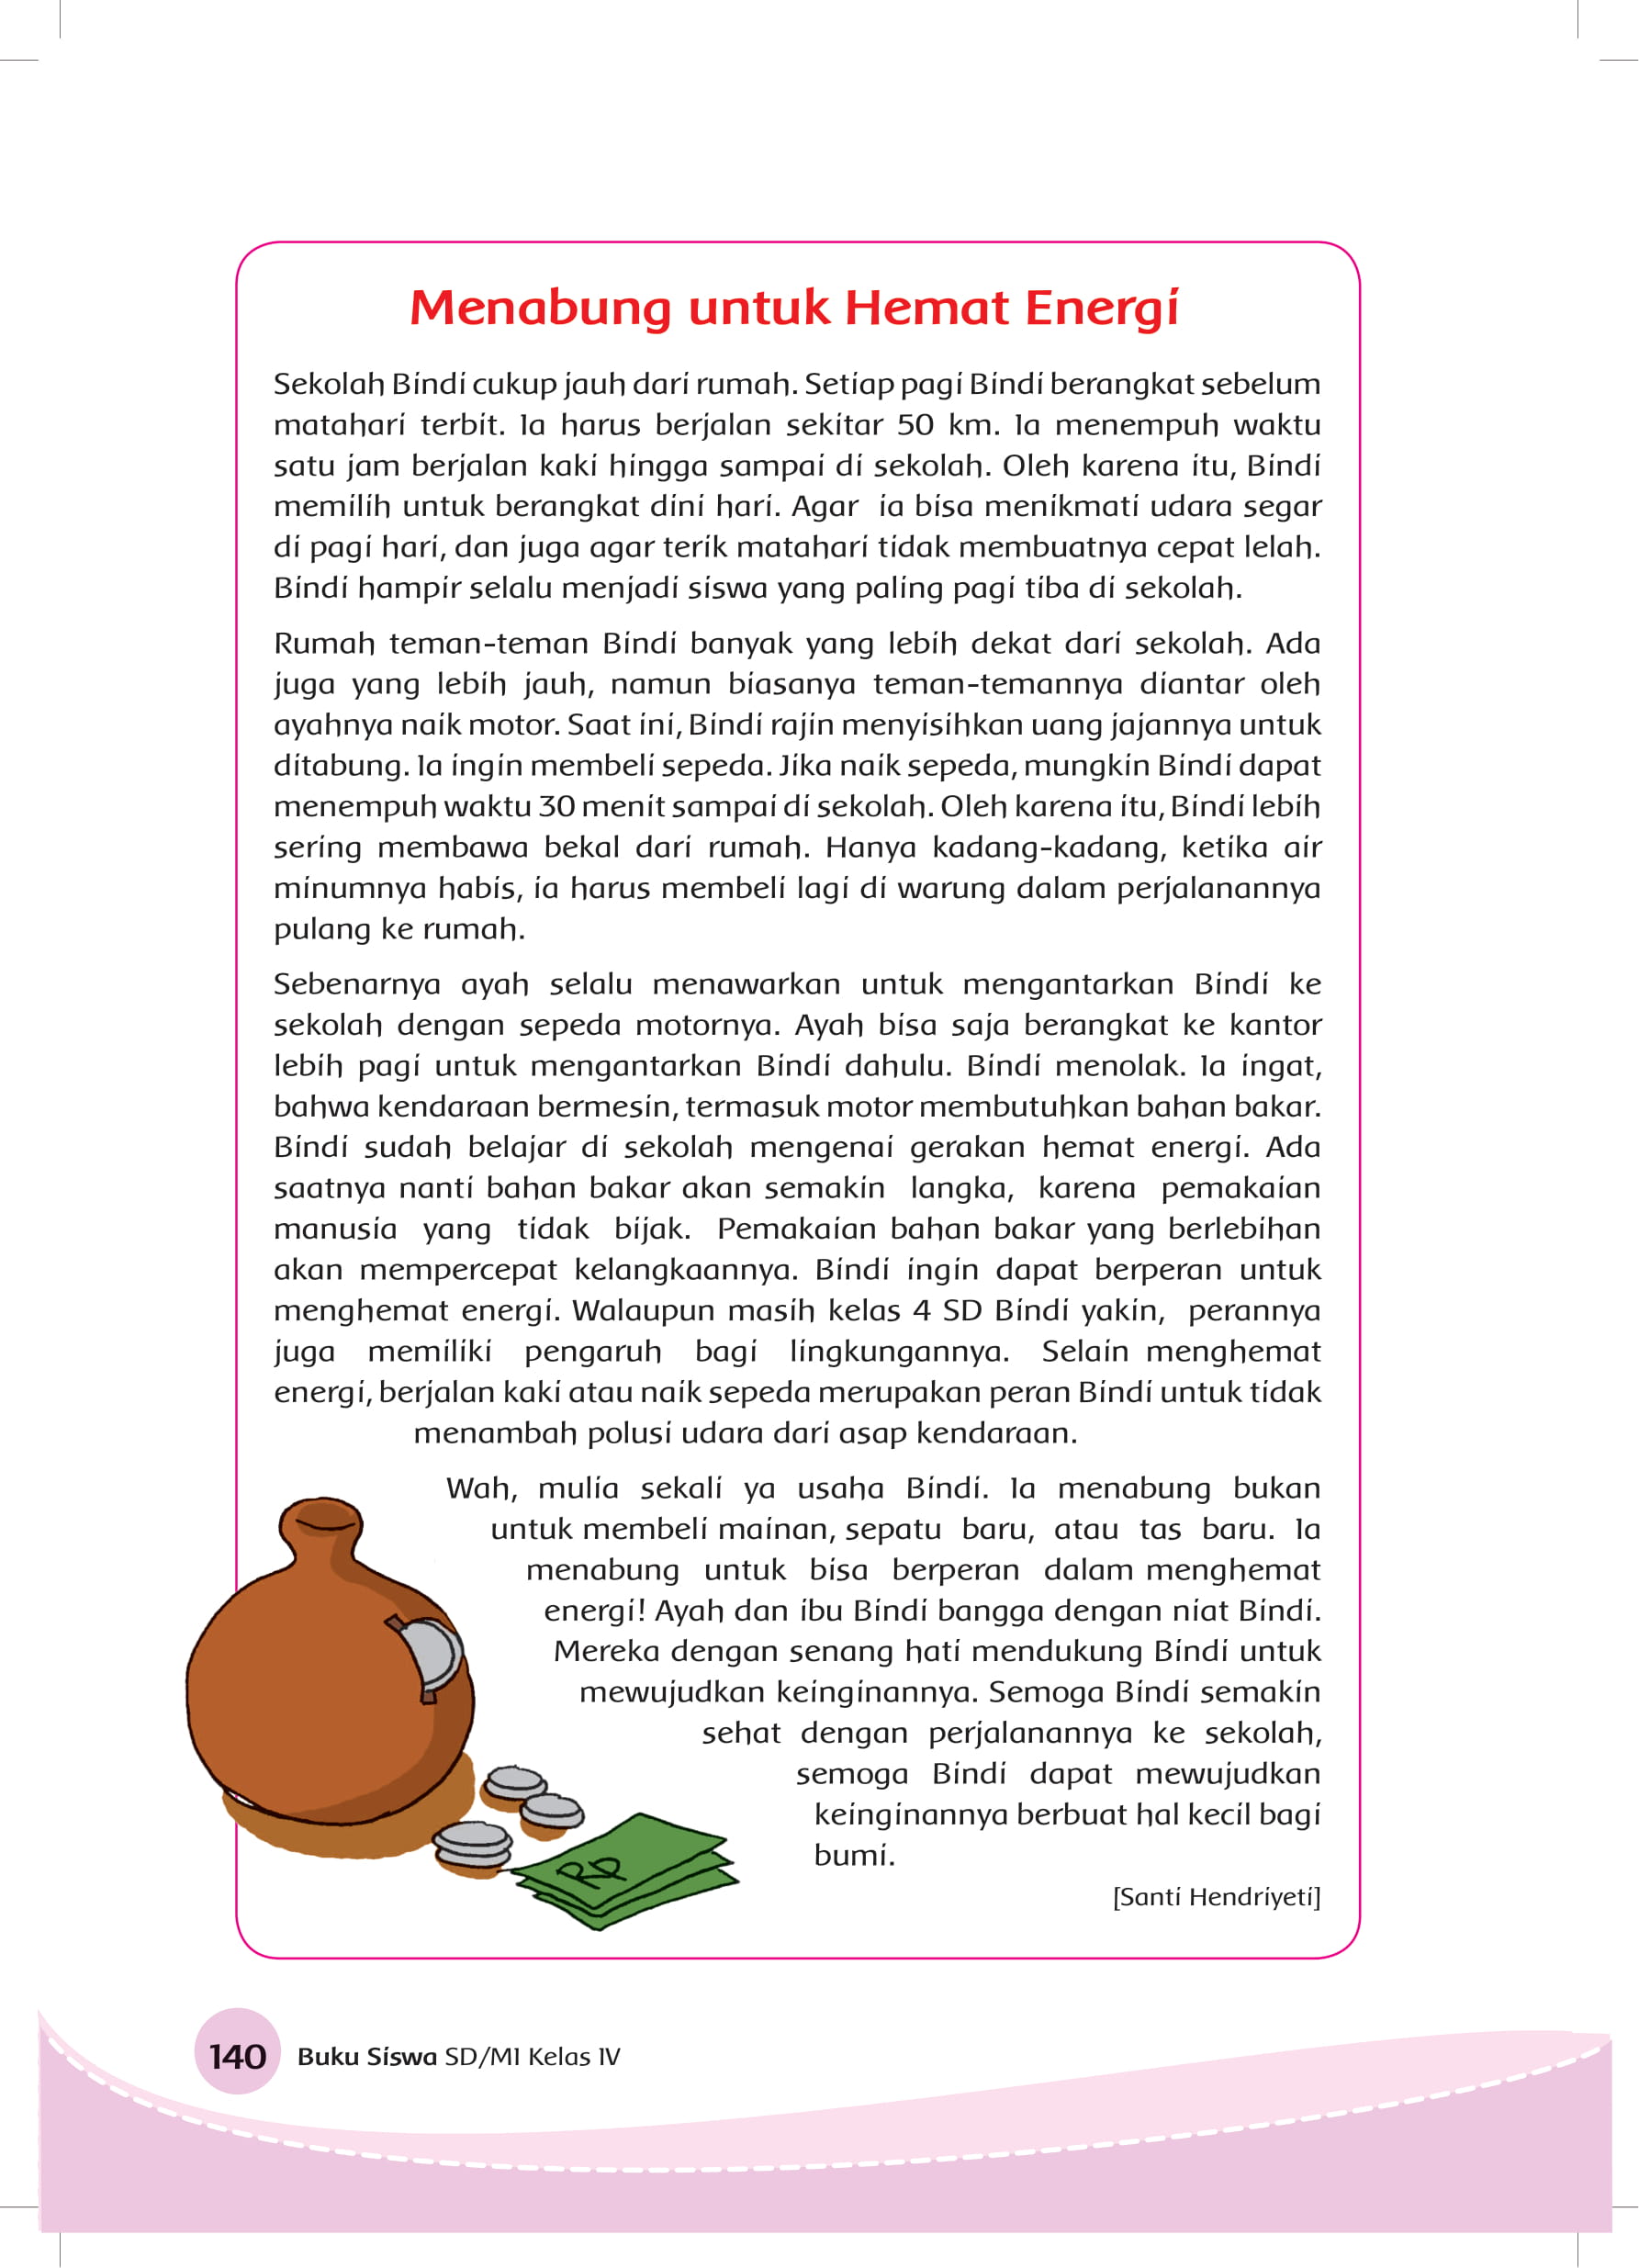 Menabung untuk Hemat Energi
Sekolah Bindi cukup jauh dari rumah. Setiap pagi Bindi berangkat sebelum
matahari terbit. Ia harus berjalan sekitar 50 km. Ia menempuh waktu
satu jam berjalan kaki hingga sampai di sekolah. Oleh karena itu, Bindi
memilih untuk berangkat dini hari. Agar ia bisa menikmati udara segar
di pagi hari, dan juga agar terik matahari tidak membuatnya cepat lelah.
Bindi hampir selalu menjadi siswa yang paling pagi tiba di sekolah.
Rumah teman-teman Bindi banyak yang lebih dekat dari sekolah. Ada
juga yang lebih jauh, namun biasanya teman-temannya diantar oleh
ayahnya naik motor. Saat ini, Bindi rajin menyisihkan uang jajannya untuk
ditabung. Ia ingin membeli sepeda. Jika naik sepeda, mungkin Bindi dapat
menempuh waktu 30 menit sampai di sekolah. Oleh karena itu, Bindi lebih
sering membawa bekal dari rumah. Hanya kadang-kadang, ketika air
minumnya habis, ia harus membeli lagi di warung dalam perjalanannya
pulang ke rumah.
Sebenarnya ayah selalu menawarkan untuk mengantarkan Bindi ke
sekolah dengan sepeda motornya. Ayah bisa saja berangkat ke kantor
lebih pagi untuk mengantarkan Bindi dahulu. Bindi menolak. Ia ingat,
bahwa kendaraan bermesin, termasuk motor membutuhkan bahan bakar.
Bindi sudah belajar di sekolah mengenai gerakan hemat energi. Ada
saatnya nanti bahan bakar akan semakin langka, karena pemakaian
manusia yang tidak bijak. Pemakaian bahan bakar yang berlebihan
akan mempercepat kelangkaannya. Bindi ingin dapat berperan untuk
menghemat energi. Walaupun masih kelas 4 SD Bindi yakin, perannya
juga memiliki pengaruh bagi lingkungannya. Selain menghemat
energi, berjalan kaki atau naik sepeda merupakan peran Bindi untuk tidak
menambah polusi udara dari asap kendaraan.
Wah, mulia sekali ya usaha Bindi. Ia menabung bukan
untuk membeli mainan, sepatu baru, atau tas baru. Ia
menabung untuk bisa berperan dalam menghemat
energi! Ayah dan ibu Bindi bangga dengan niat Bindi.
Mereka dengan senang hati mendukung Bindi untuk
mewujudkan keinginannya. Semoga Bindi semakin
sehat dengan perjalanannya ke sekolah,
semoga Bindi dapat mewujudkan
keinginannya berbuat hal kecil bagi
bumi.
RP
[Santi Hendriyeti]
140 Buku Siswa SD/MI Kelas IV